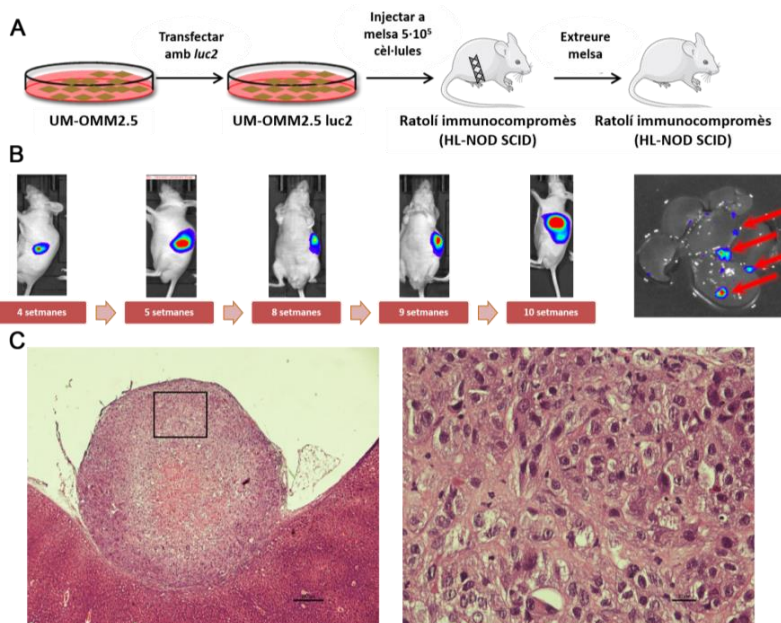 A
Transfectar
amb luc2
Injectar a
melsa 5·10⁵
cèl·lules
Extreure
melsa
UM-OMM2.5
UM-OMM2.5 luc2
Ratolí immunocompromès
(HL-NOD SCID)
Ratolí immunocompromès
(HL-NOD SCID)
B
4 setmanes
5 setmanes
8 setmanes
9 setmanes
10 setmanes
C